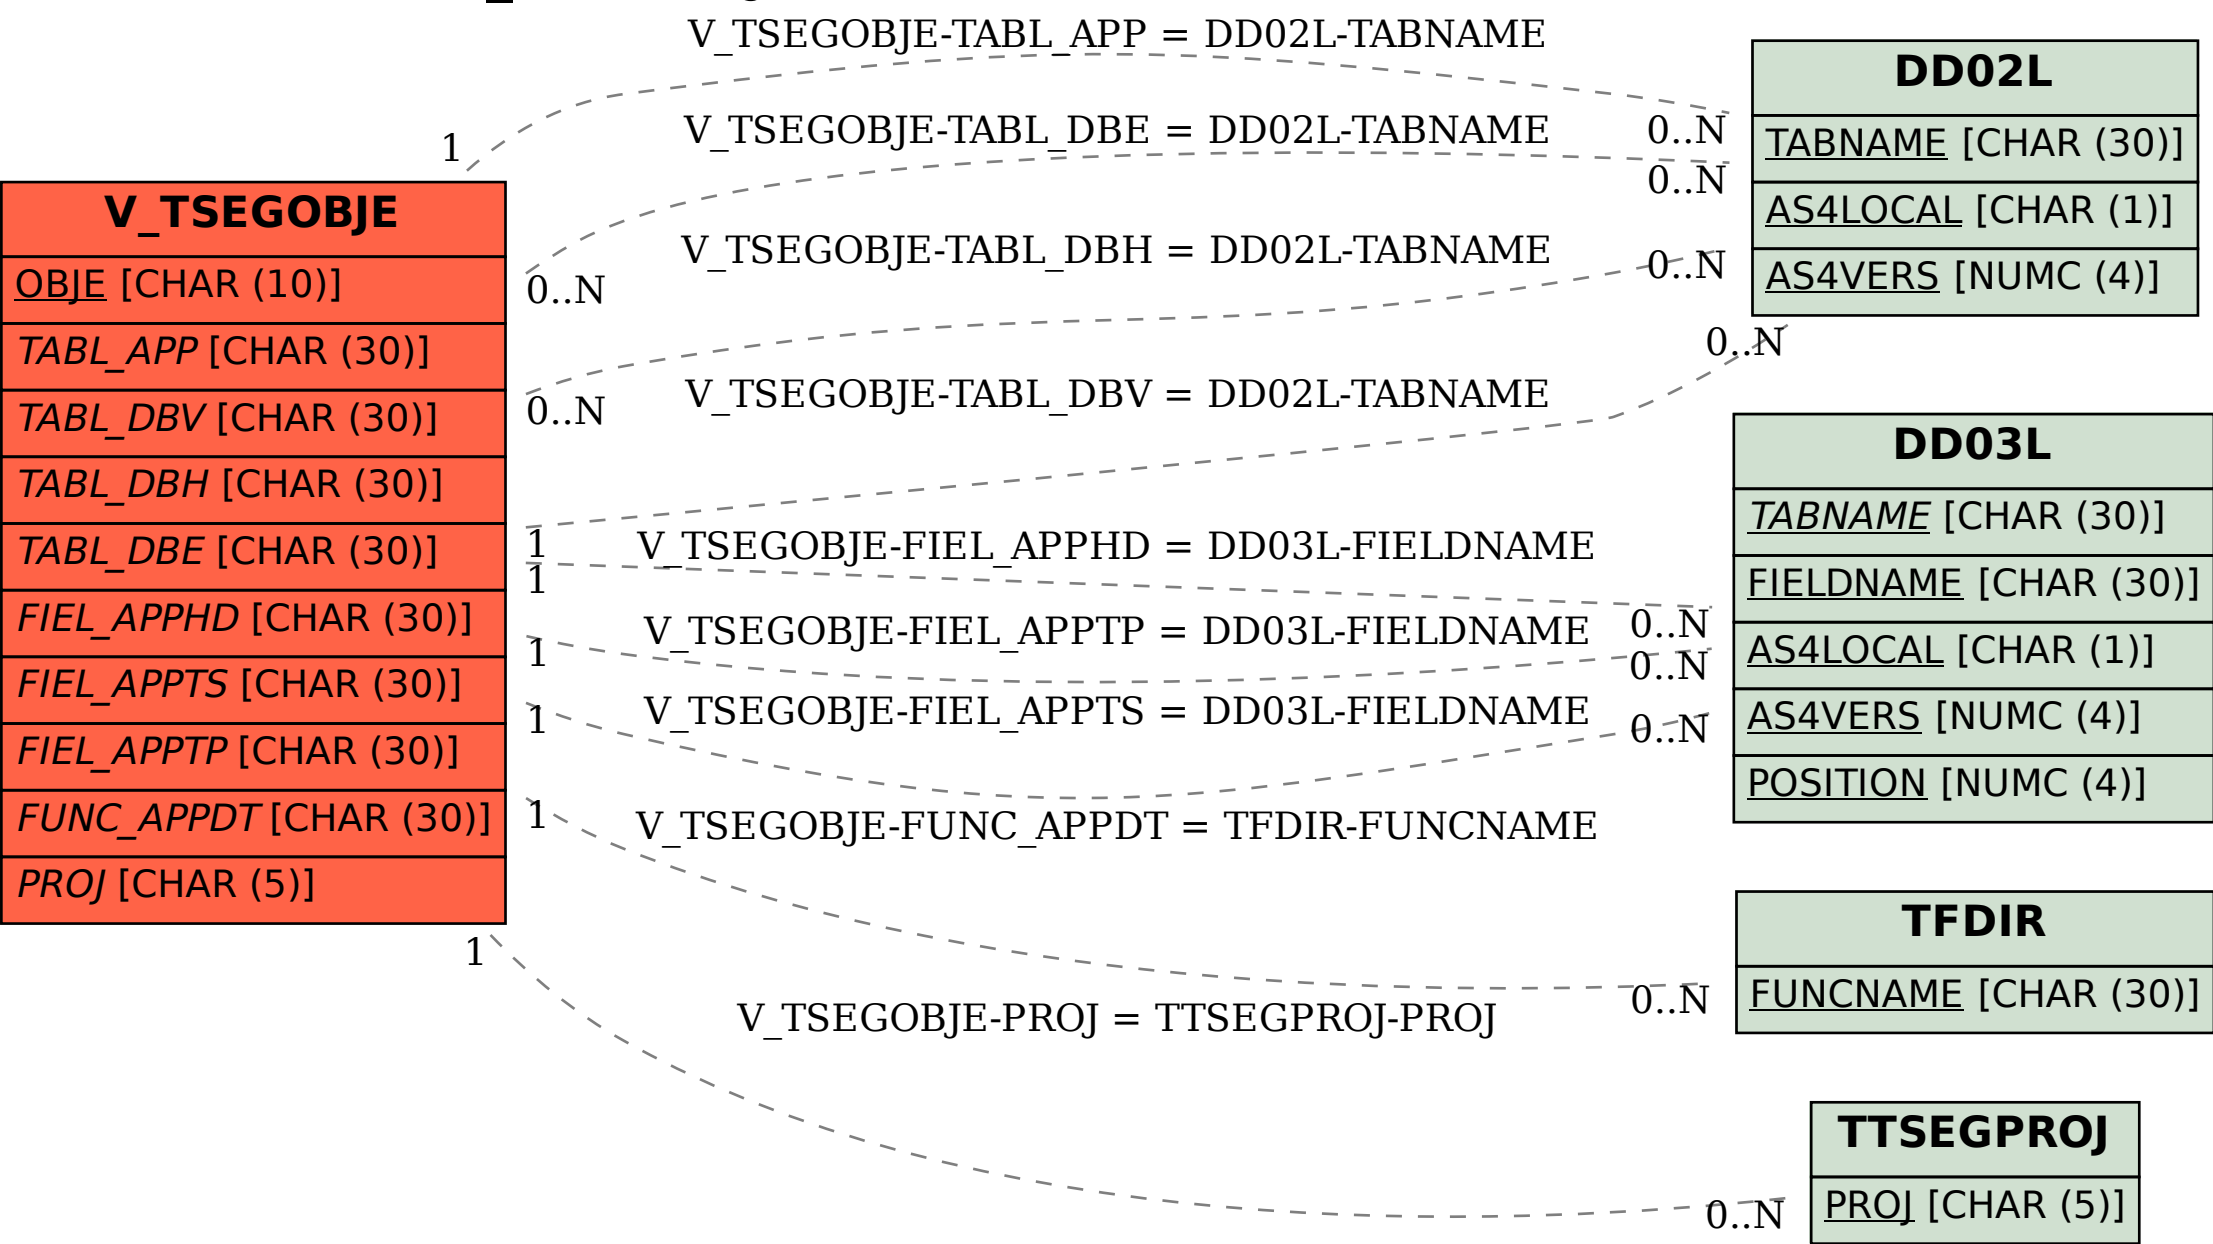 V_TSEGOBJE
OBJE [CHAR (10)]
TABL_APP [CHAR (30)]
TABL_DBV [CHAR (30)]
TABL_DBH [CHAR (30)]
TABL_DBE [CHAR (30)]
FIEL_APPHD [CHAR (30)]
FIEL_APPTS [CHAR (30)]
FIEL_APPTP [CHAR (30)]
FUNC_APPDT [CHAR (30)]
PROJ [CHAR (5)]
V_TSEGOBJE-TABL_APP = DD02L-TABNAME
1
0..N
V_TSEGOBJE-TABL_DBE = DD02L-TABNAME
0..N
0..N
V_TSEGOBJE-TABL_DBH = DD02L-TABNAME
0..N
0..N
V_TSEGOBJE-TABL_DBV = DD02L-TABNAME
1
0..N
V_TSEGOBJE-FIEL_APPHD = DD03L-FIELDNAME
1
0..N
V_TSEGOBJE-FIEL_APPTP = DD03L-FIELDNAME
1
0..N
V_TSEGOBJE-FIEL_APPTS = DD03L-FIELDNAME
1
0..N
V_TSEGOBJE-FUNC_APPDT = TFDIR-FUNCNAME
1
0..N
V_TSEGOBJE-PROJ = TTSEGPROJ-PROJ
1
0..N
DD02L
TABNAME [CHAR (30)]
AS4LOCAL [CHAR (1)]
AS4VERS [NUMC (4)]
DD03L
TABNAME [CHAR (30)]
FIELDNAME [CHAR (30)]
AS4LOCAL [CHAR (1)]
AS4VERS [NUMC (4)]
POSITION [NUMC (4)]
TFDIR
FUNCNAME [CHAR (30)]
TTSEGPROJ
PROJ [CHAR (5)]